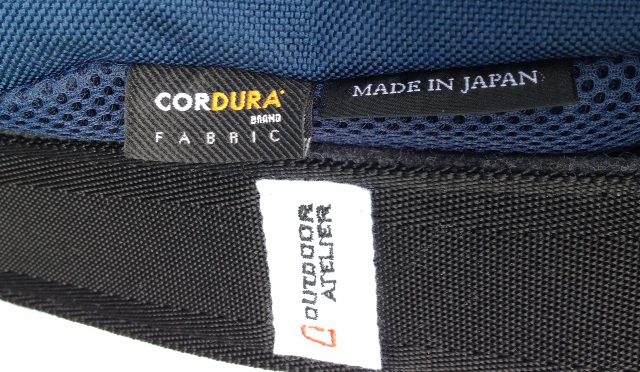 CORDURA
BRAND
FABRIC
MADE IN JAPAN
OUTDOOR
ATELIER